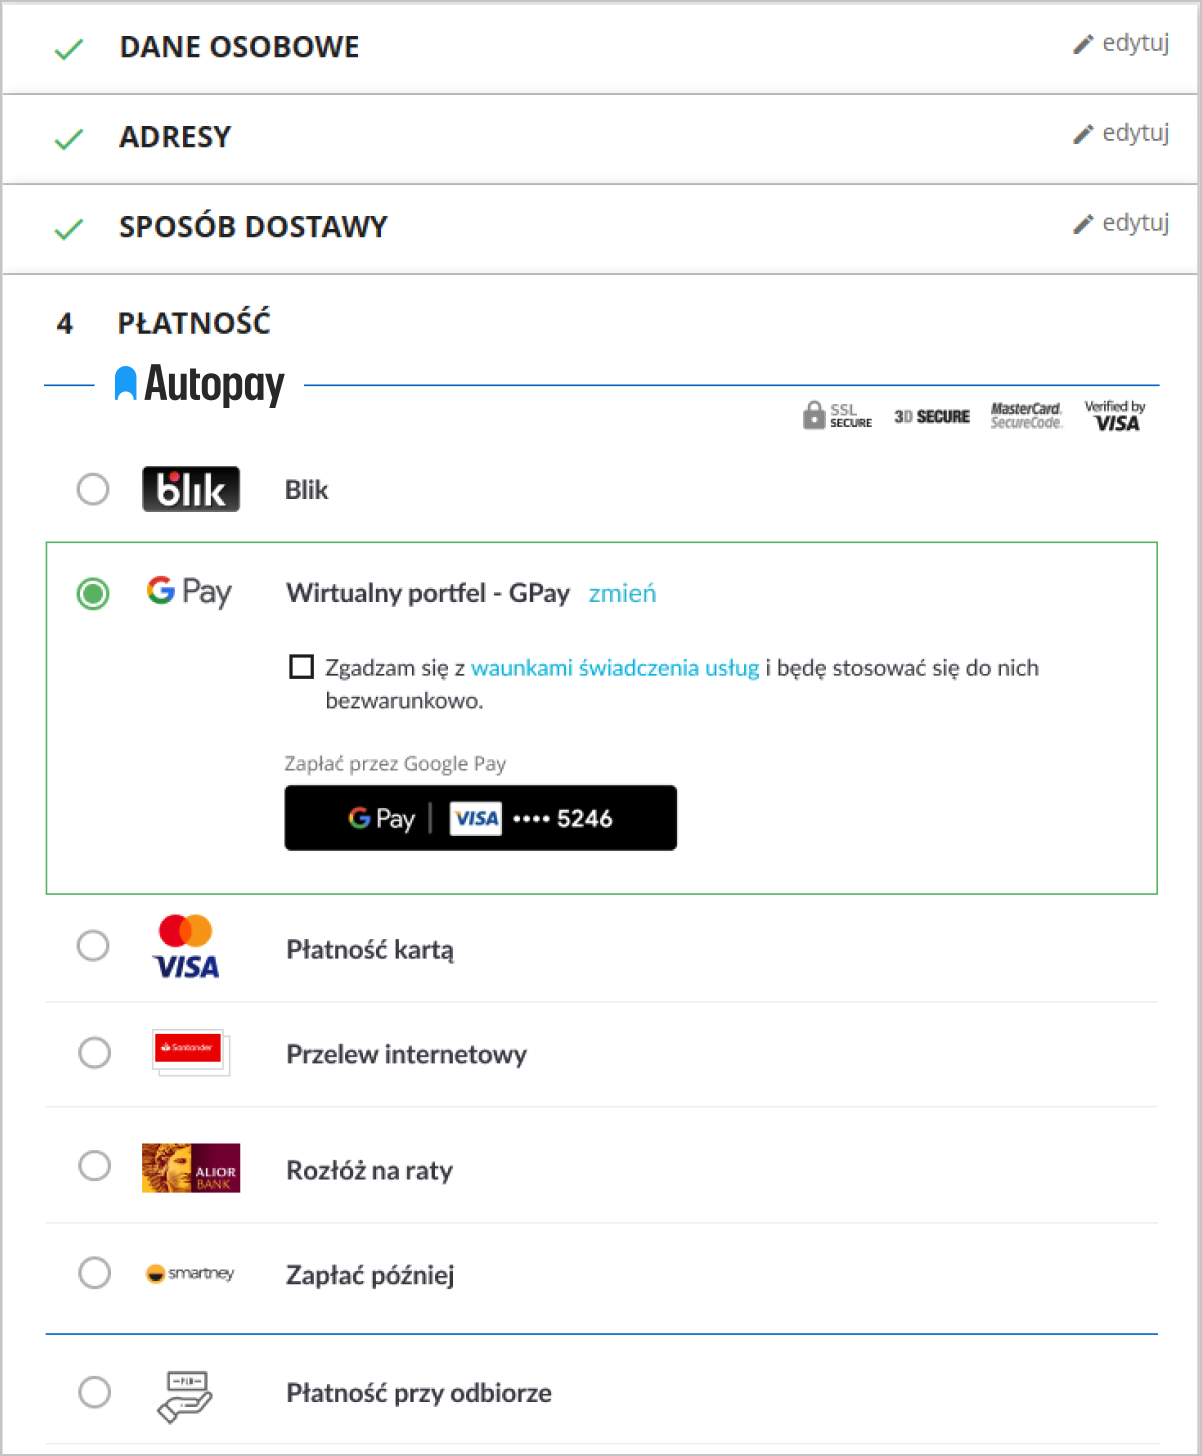 DANE OSOBOWE
edytuj
ADRESY
edytuj
SPOSÓB DOSTAWY
edytuj
4 PŁATNOŚĆ
Autopay
SSL
SECURE
3D SECURE
MasterCard.
SecureCode.
Verified by
VISA
blik
Blik
G Pay
Wirtualny portfel - GPay zmień
Zgadzam się z waunkami świadczenia usług i będę stosować się do nich
bezwarunkowo.
Zapłać przez Google Pay
G Pay | VISA •••• 5246
VISA
Płatność kartą
Santander
Przelew internetowy
ALIOR
BANK
Rozłóż na raty
smartney
Zapłać później
PLN
Płatność przy odbiorze